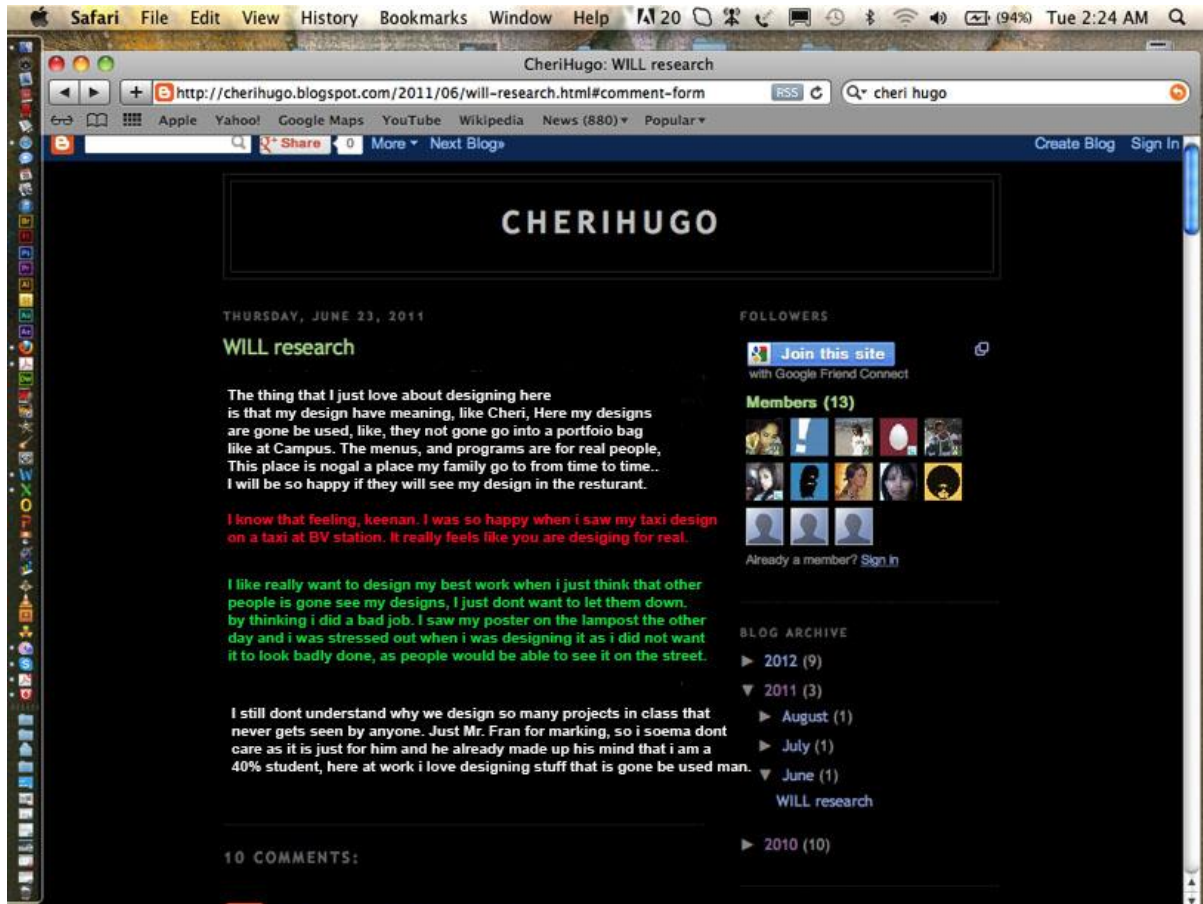 Safari File Edit View History Bookmarks Window Help 20 (94%) Tue 2:24 AM
CheriHugo: WILL research
http://cherihugo.blogspot.com/2011/06/will-research.html#comment-form RSS cheri hugo
Apple Yahoo! Google Maps YouTube Wikipedia News (880) Popular
Share 0 More Next Blog» Create Blog Sign In
CHERIHUGO
THURSDAY, JUNE 23, 2011
WILL research
The thing that I just love about designing here
is that my design have meaning, like Cheri, Here my designs
are gone be used, like, they not gone go into a portfoio bag
like at Campus. The menus, and programs are for real people,
This place is nogal a place my family go to from time to time..
I will be so happy if they will see my design in the resturant.
I know that feeling, keenan. I was so happy when i saw my taxi design
on a taxi at BV station. It really feels like you are desiging for real.
I like really want to design my best work when i just think that other
people is gone see my designs, I just dont want to let them down.
by thinking i did a bad job. I saw my poster on the lampost the other
day and i was stressed out when i was designing it as i did not want
it to look badly done, as people would be able to see it on the street.
I still dont understand why we design so many projects in class that
never gets seen by anyone. Just Mr. Fran for marking, so i soema dont
care as it is just for him and he already made up his mind that i am a
40% student, here at work i love designing stuff that is gone be used man.
10 COMMENTS:
FOLLOWERS
Join this site
with Google Friend Connect
Members (13)
Already a member? Sign in
BLOG ARCHIVE
► 2012 (9)
▼ 2011 (3)
► August (1)
► July (1)
▼ June (1)
WILL research
► 2010 (10)